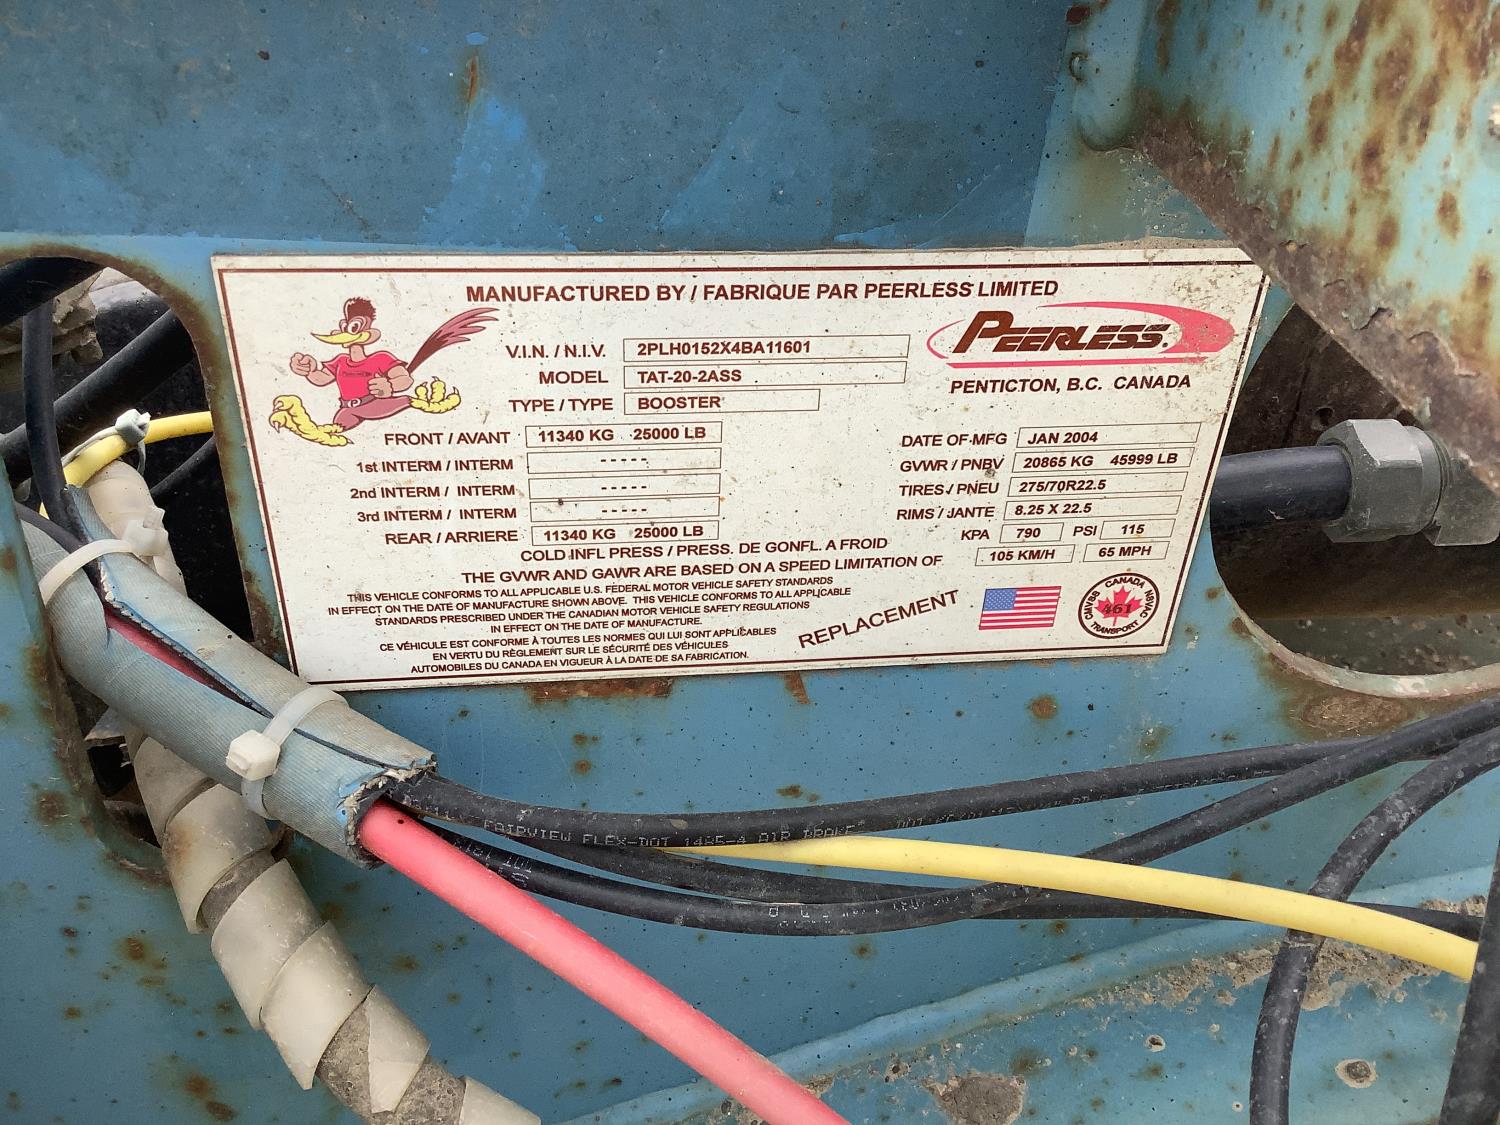 MANUFACTURED BY / FABRIQUE PAR PEERLESS LIMITED
V.I.N. / N.I.V. 2PLH0152X4BA11601
MODEL TAT-20-2ASS
TYPE / TYPE BOOSTER
PEERLESS®
PENTICTON, B.C. CANADA
FRONT / AVANT 11340 KG 25000 LB
1st INTERM / INTERM - - - - -
2nd INTERM / INTERM - - - - -
3rd INTERM / INTERM - - - - -
REAR / ARRIERE 11340 KG 25000 LB
DATE OF MFG JAN 2004
GVWR / PNBV 20865 KG 45999 LB
TIRES / PNEU 275/70R22.5
RIMS / JANTE 8.25 X 22.5
COLD INFL PRESS / PRESS. DE GONFL. A FROID KPA 790 PSI 115
THE GVWR AND GAWR ARE BASED ON A SPEED LIMITATION OF 105 KM/H 65 MPH
THIS VEHICLE CONFORMS TO ALL APPLICABLE U.S. FEDERAL MOTOR VEHICLE SAFETY STANDARDS
IN EFFECT ON THE DATE OF MANUFACTURE SHOWN ABOVE. THIS VEHICLE CONFORMS TO ALL APPLICABLE
STANDARDS PRESCRIBED UNDER THE CANADIAN MOTOR VEHICLE SAFETY REGULATIONS
IN EFFECT ON THE DATE OF MANUFACTURE.
CE VÉHICULE EST CONFORME À TOUTES LES NORMES QUI LUI SONT APPLICABLES
EN VERTU DU RÈGLEMENT SUR LE SÉCURITÉ DES VÉHICULES
AUTOMOBILES DU CANADA EN VIGUEUR À LA DATE DE SA FABRICATION.
REPLACEMENT
CANADA
461
TRANSPORT
NSVAC
GSVMC
FAIRVIEW FLEX-DOT 1485-4 AIR BRAKE